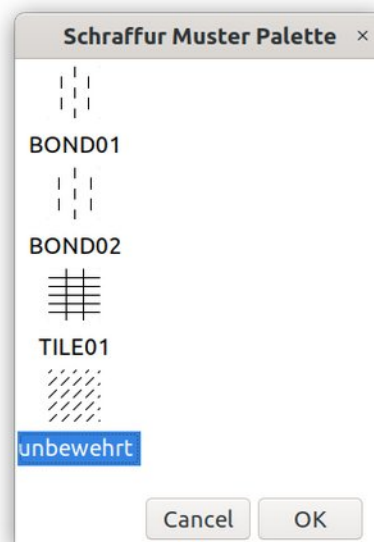 Schraffur Muster Palette ×
BOND01
BOND02
TILE01
unbewehrt
Cancel OK